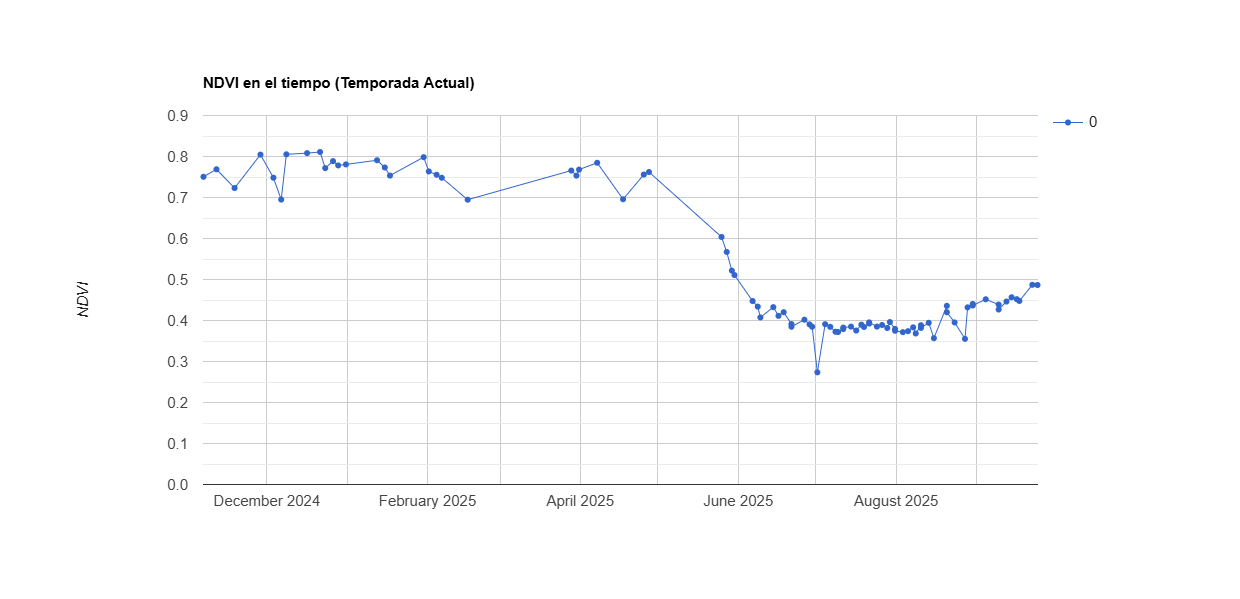 NDVI en el tiempo (Temporada Actual)
0.9
0.8
0.7
0.6
0.5
0.4
0.3
0.2
0.1
0.0
NDVI
December 2024
February 2025
April 2025
June 2025
August 2025
0